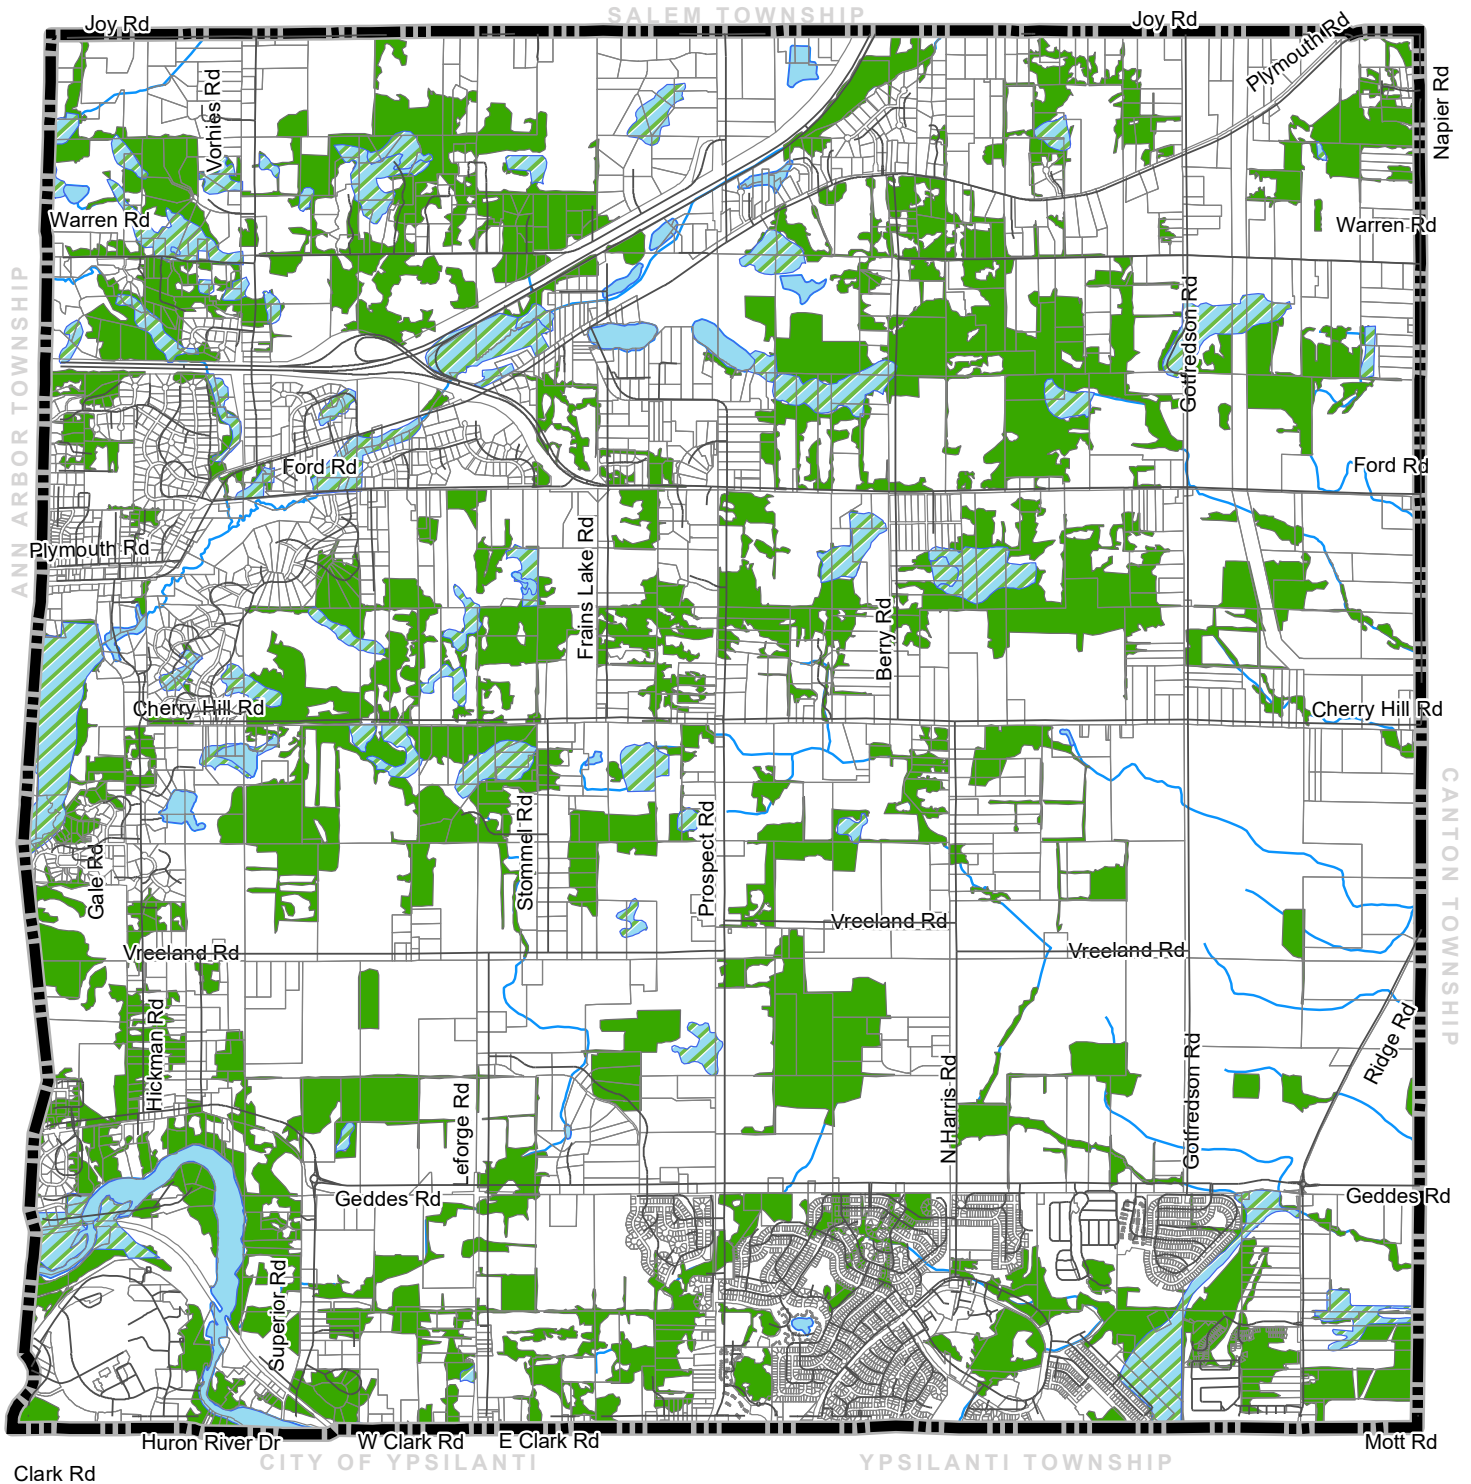 SALEM TOWNSHIP
Joy Rd
Joy Rd
Plymouth Rd
Napier Rd
Vorhies Rd
Warren Rd
Warren Rd
ANN ARBOR TOWNSHIP
Gotfredson Rd
Ford Rd
Ford Rd
Plymouth Rd
Frains Lake Rd
Berry Rd
Cherry Hill Rd
Cherry Hill Rd
CANTON TOWNSHIP
Gale Rd
Stommel Rd
Prospect Rd
Vreeland Rd
Vreeland Rd
Vreeland Rd
Hickman Rd
Ridge Rd
Leforge Rd
N Harris Rd
Gotfredson Rd
Geddes Rd
Geddes Rd
Superior Rd
Huron River Dr
W Clark Rd
E Clark Rd
Mott Rd
CITY OF YPSILANTI
YPSILANTI TOWNSHIP
Clark Rd